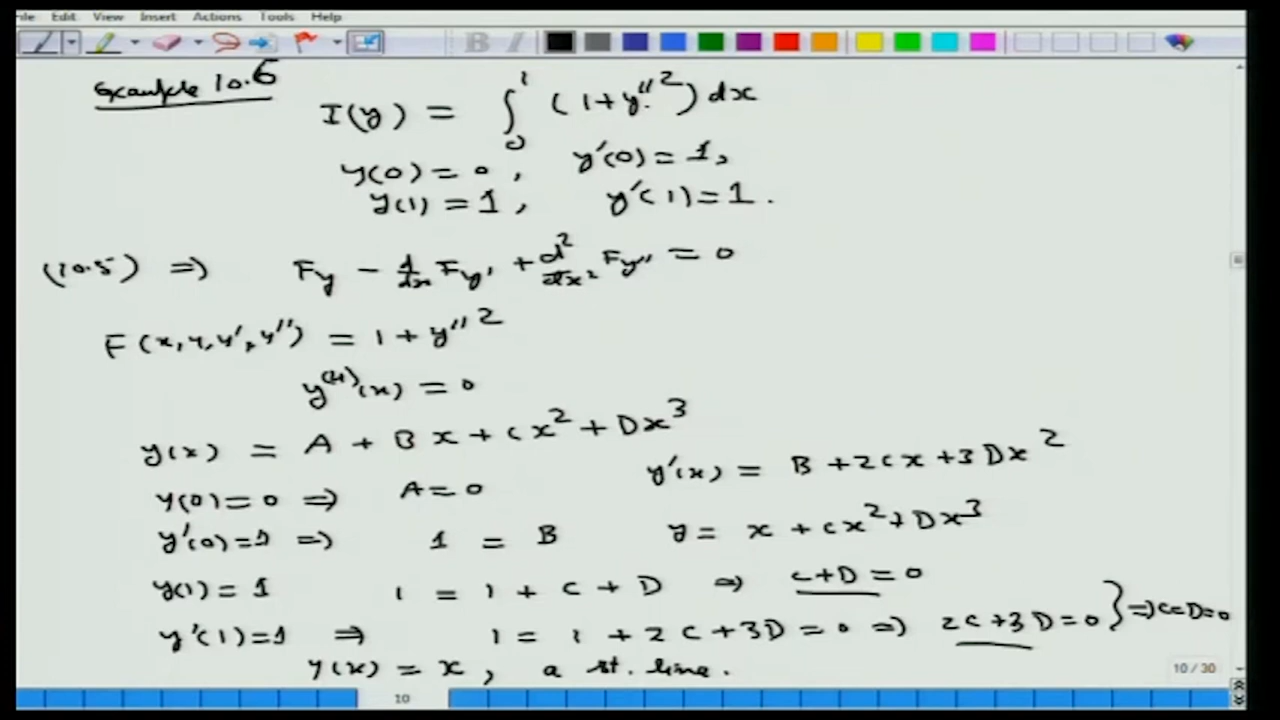 File Edit View Insert Actions Tools Help
B I
Example 10.6
I(y) = ∫₀¹ (1+y''²) dx
y(0) = 0, y'(0) = 1,
y(1) = 1, y'(1) = 1.
(10.5) ⇒ Fy - d/dx Fy' + d²/dx² Fy'' = 0
F(x,y,y',y'') = 1 + y''²
y⁽⁴⁾(x) = 0
y(x) = A + Bx + Cx² + Dx³
y'(x) = B + 2Cx + 3Dx²
y(0) = 0 ⇒ A = 0
y = x + Cx² + Dx³
y'(0) = 1 ⇒ 1 = B
y(1) = 1 1 = 1 + C + D ⇒ C+D = 0
y'(1) = 1 ⇒ 1 = 1 + 2C + 3D = 0 ⇒ 2C + 3D = 0 } ⇒ C=D=0
y(x) = x, a st. line.
10 / 30
10